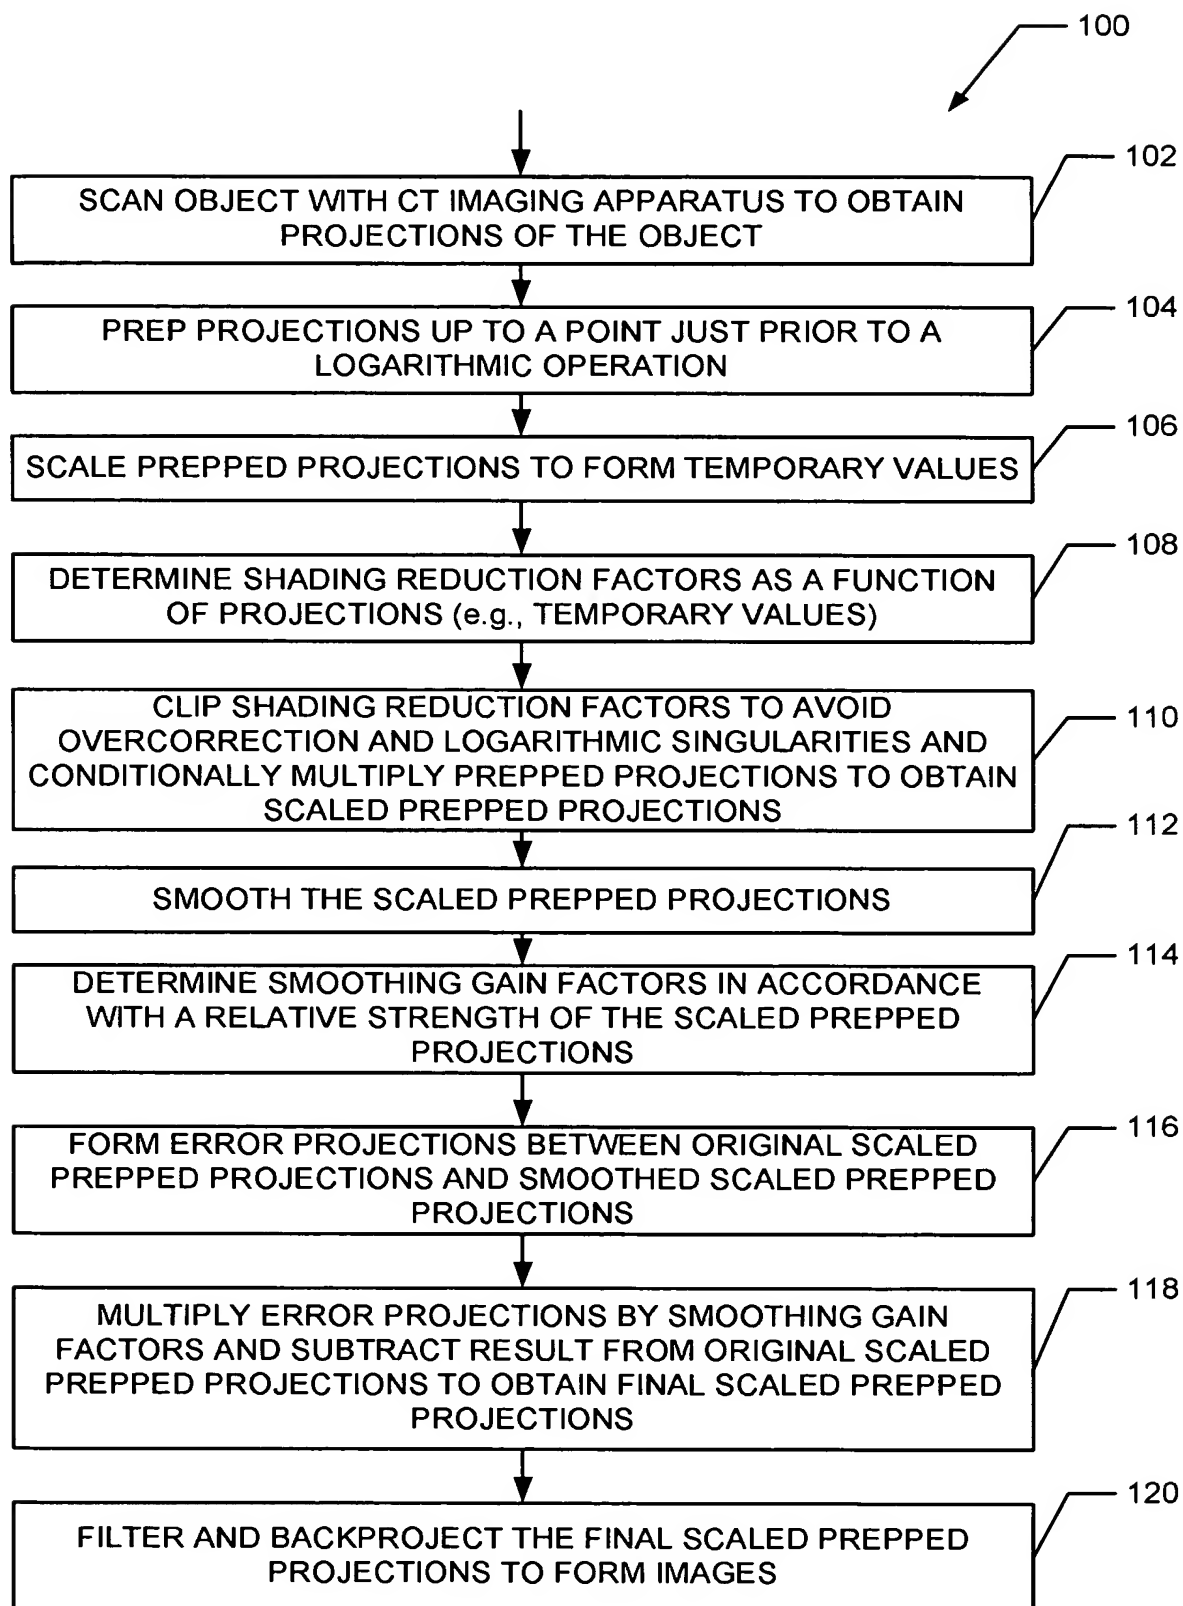 100
102
SCAN OBJECT WITH CT IMAGING APPARATUS TO OBTAIN
PROJECTIONS OF THE OBJECT
104
PREP PROJECTIONS UP TO A POINT JUST PRIOR TO A
LOGARITHMIC OPERATION
106
SCALE PREPPED PROJECTIONS TO FORM TEMPORARY VALUES
108
DETERMINE SHADING REDUCTION FACTORS AS A FUNCTION
OF PROJECTIONS (e.g., TEMPORARY VALUES)
110
CLIP SHADING REDUCTION FACTORS TO AVOID
OVERCORRECTION AND LOGARITHMIC SINGULARITIES AND
CONDITIONALLY MULTIPLY PREPPED PROJECTIONS TO OBTAIN
SCALED PREPPED PROJECTIONS
112
SMOOTH THE SCALED PREPPED PROJECTIONS
114
DETERMINE SMOOTHING GAIN FACTORS IN ACCORDANCE
WITH A RELATIVE STRENGTH OF THE SCALED PREPPED
PROJECTIONS
116
FORM ERROR PROJECTIONS BETWEEN ORIGINAL SCALED
PREPPED PROJECTIONS AND SMOOTHED SCALED PREPPED
PROJECTIONS
118
MULTIPLY ERROR PROJECTIONS BY SMOOTHING GAIN
FACTORS AND SUBTRACT RESULT FROM ORIGINAL SCALED
PREPPED PROJECTIONS TO OBTAIN FINAL SCALED PREPPED
PROJECTIONS
120
FILTER AND BACKPROJECT THE FINAL SCALED PREPPED
PROJECTIONS TO FORM IMAGES